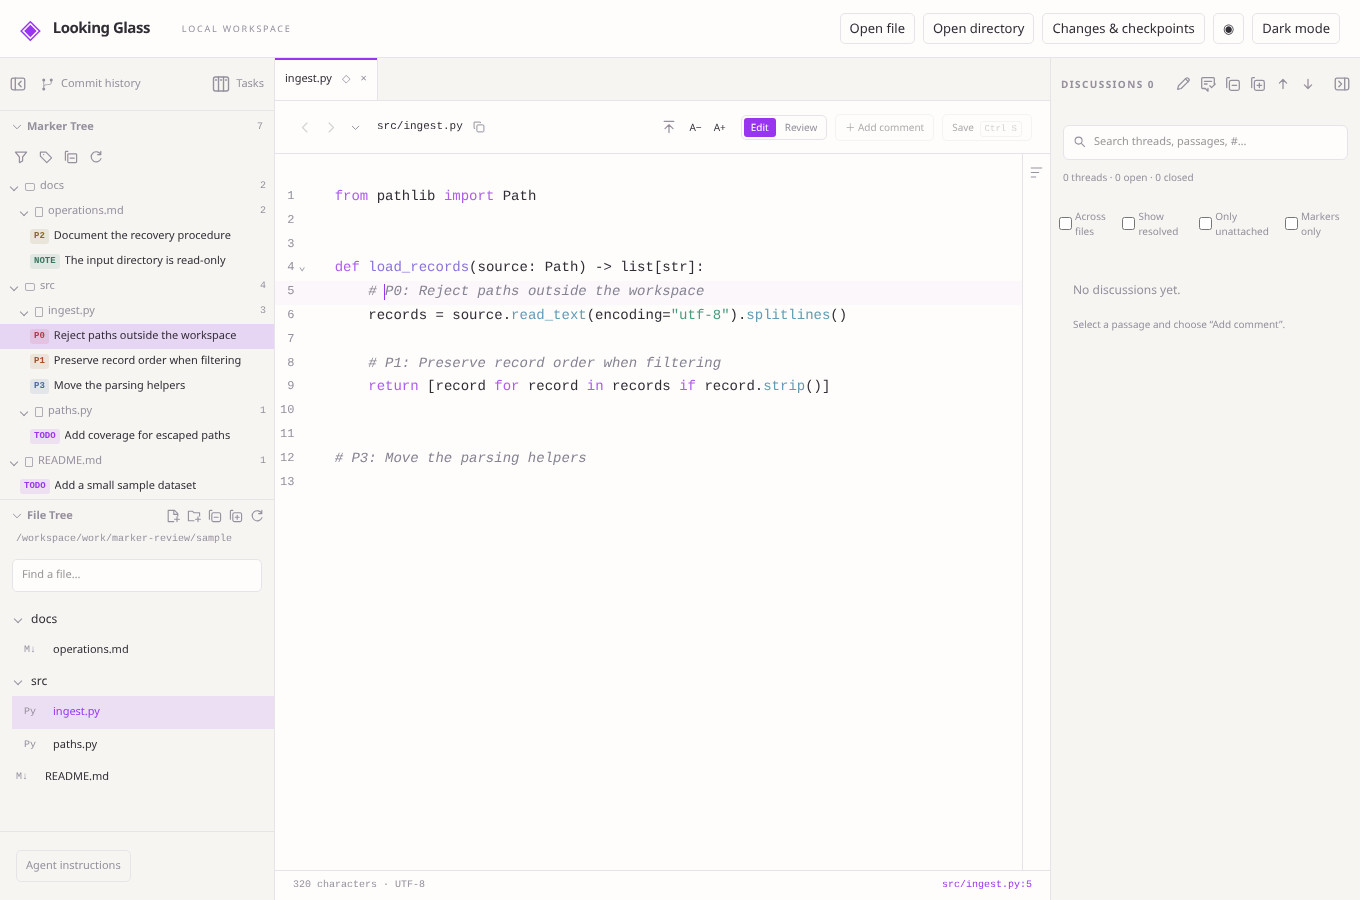 Looking Glass
LOCAL WORKSPACE
Open file
Open directory
Changes & checkpoints
Dark mode
Commit history
Tasks
Marker Tree 7
docs 2
operations.md 2
P2 Document the recovery procedure
NOTE The input directory is read-only
src 4
ingest.py 3
P0 Reject paths outside the workspace
P1 Preserve record order when filtering
P3 Move the parsing helpers
paths.py 1
TODO Add coverage for escaped paths
README.md 1
TODO Add a small sample dataset
File Tree
/workspace/work/marker-review/sample
Find a file...
docs
M↓ operations.md
src
Py ingest.py
Py paths.py
M↓ README.md
Agent instructions
ingest.py ◇ ×
src/ingest.py
A− A+ Edit Review + Add comment Save Ctrl S
1 from pathlib import Path
2
3
4 def load_records(source: Path) -> list[str]:
5 # P0: Reject paths outside the workspace
6 records = source.read_text(encoding="utf-8").splitlines()
7
8 # P1: Preserve record order when filtering
9 return [record for record in records if record.strip()]
10
11
12 # P3: Move the parsing helpers
13
320 characters · UTF-8
src/ingest.py:5
DISCUSSIONS 0
Search threads, passages, #...
0 threads · 0 open · 0 closed
Across files
Show resolved
Only unattached
Markers only
No discussions yet.
Select a passage and choose “Add comment”.